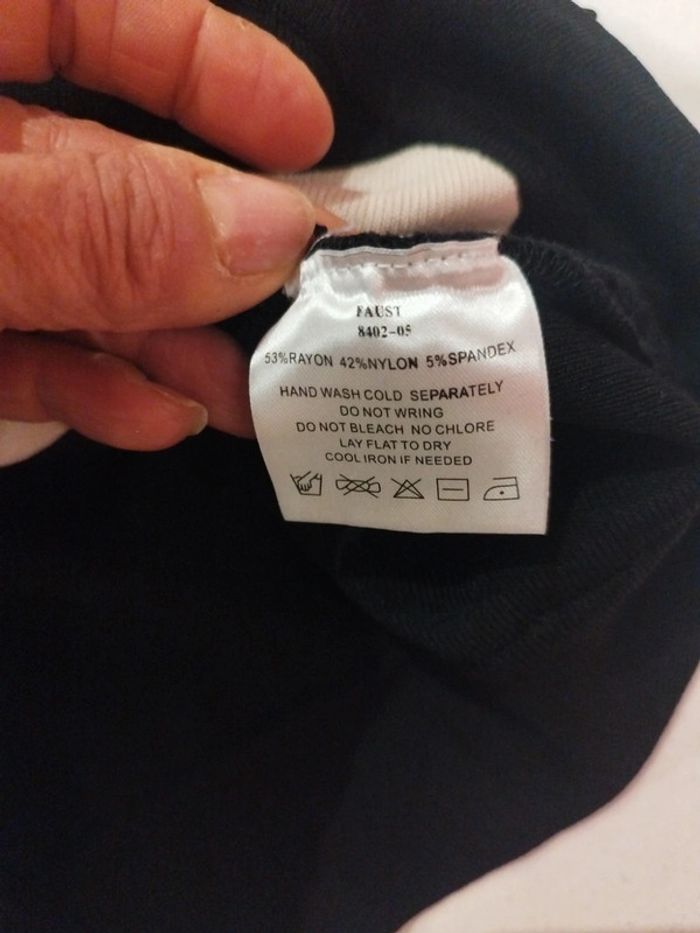 FAUST
8402-05
53%RAYON 42%NYLON 5%SPANDEX
HAND WASH COLD SEPARATELY
DO NOT WRING
DO NOT BLEACH NO CHLORE
LAY FLAT TO DRY
COOL IRON IF NEEDED